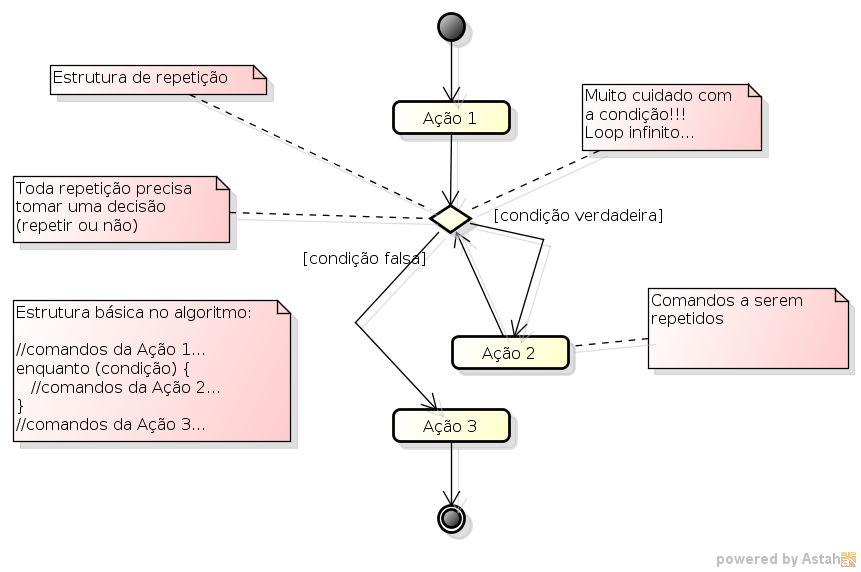 Estrutura de repetição
Muito cuidado com
a condição!!!
Loop infinito...
Ação 1
Toda repetição precisa
tomar uma decisão
(repetir ou não)
[condição verdadeira]
[condição falsa]
Estrutura básica no algoritmo:
//comandos da Ação 1...
enquanto (condição) {
//comandos da Ação 2...
}
//comandos da Ação 3...
Comandos a serem
repetidos
Ação 2
Ação 3
powered by Astah